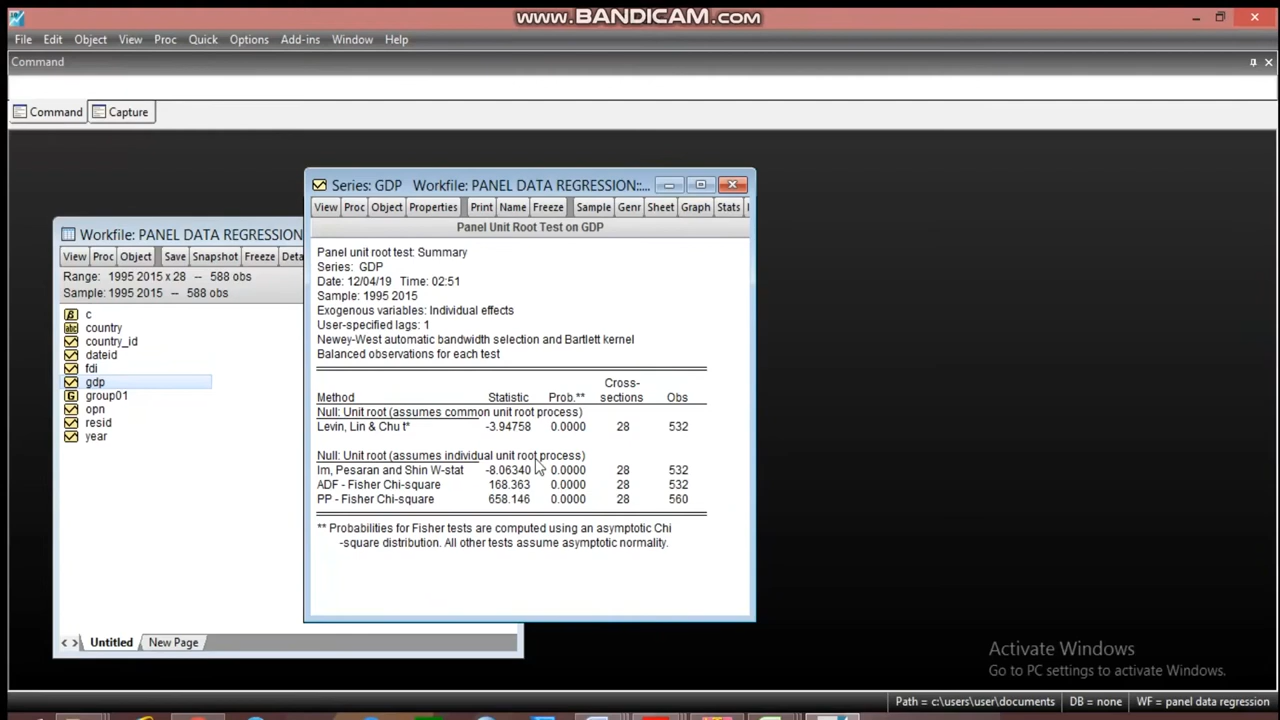 www.BANDICAM.com
File Edit Object View Proc Quick Options Add-ins Window Help
Command
Command Capture
Series: GDP Workfile: PANEL DATA REGRESSION::...
View Proc Object Properties Print Name Freeze Sample Genr Sheet Graph Stats
Panel Unit Root Test on GDP
Panel unit root test: Summary
Series: GDP
Date: 12/04/19 Time: 02:51
Sample: 1995 2015
Exogenous variables: Individual effects
User-specified lags: 1
Newey-West automatic bandwidth selection and Bartlett kernel
Balanced observations for each test
Cross-
Method Statistic Prob.** sections Obs
Null: Unit root (assumes common unit root process)
Levin, Lin & Chu t* -3.94758 0.0000 28 532
Null: Unit root (assumes individual unit root process)
Im, Pesaran and Shin W-stat -8.06340 0.0000 28 532
ADF - Fisher Chi-square 168.363 0.0000 28 532
PP - Fisher Chi-square 658.146 0.0000 28 560
** Probabilities for Fisher tests are computed using an asymptotic Chi
-square distribution. All other tests assume asymptotic normality.
Workfile: PANEL DATA REGRESSION
View Proc Object Save Snapshot Freeze Deta
Range: 1995 2015 x 28 -- 588 obs
Sample: 1995 2015 -- 588 obs
c
country
country_id
dateid
fdi
gdp
group01
opn
resid
year
Untitled New Page
Activate Windows
Go to PC settings to activate Windows.
Path = c:\users\user\documents DB = none WF = panel data regression